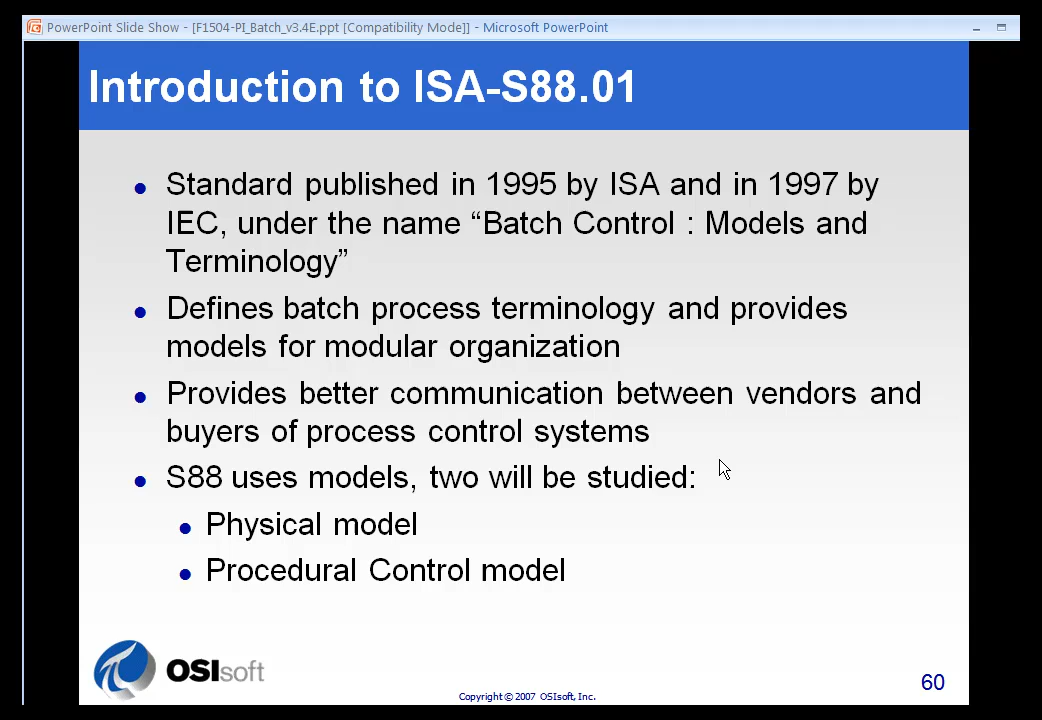 PowerPoint Slide Show - [F1504-PI_Batch_v3.4E.ppt [Compatibility Mode]] - Microsoft PowerPoint
Introduction to ISA-S88.01
Standard published in 1995 by ISA and in 1997 by
IEC, under the name “Batch Control : Models and
Terminology”
Defines batch process terminology and provides
models for modular organization
Provides better communication between vendors and
buyers of process control systems
S88 uses models, two will be studied:
Physical model
Procedural Control model
OSIsoft
Copyright © 2007 OSIsoft, Inc.
60